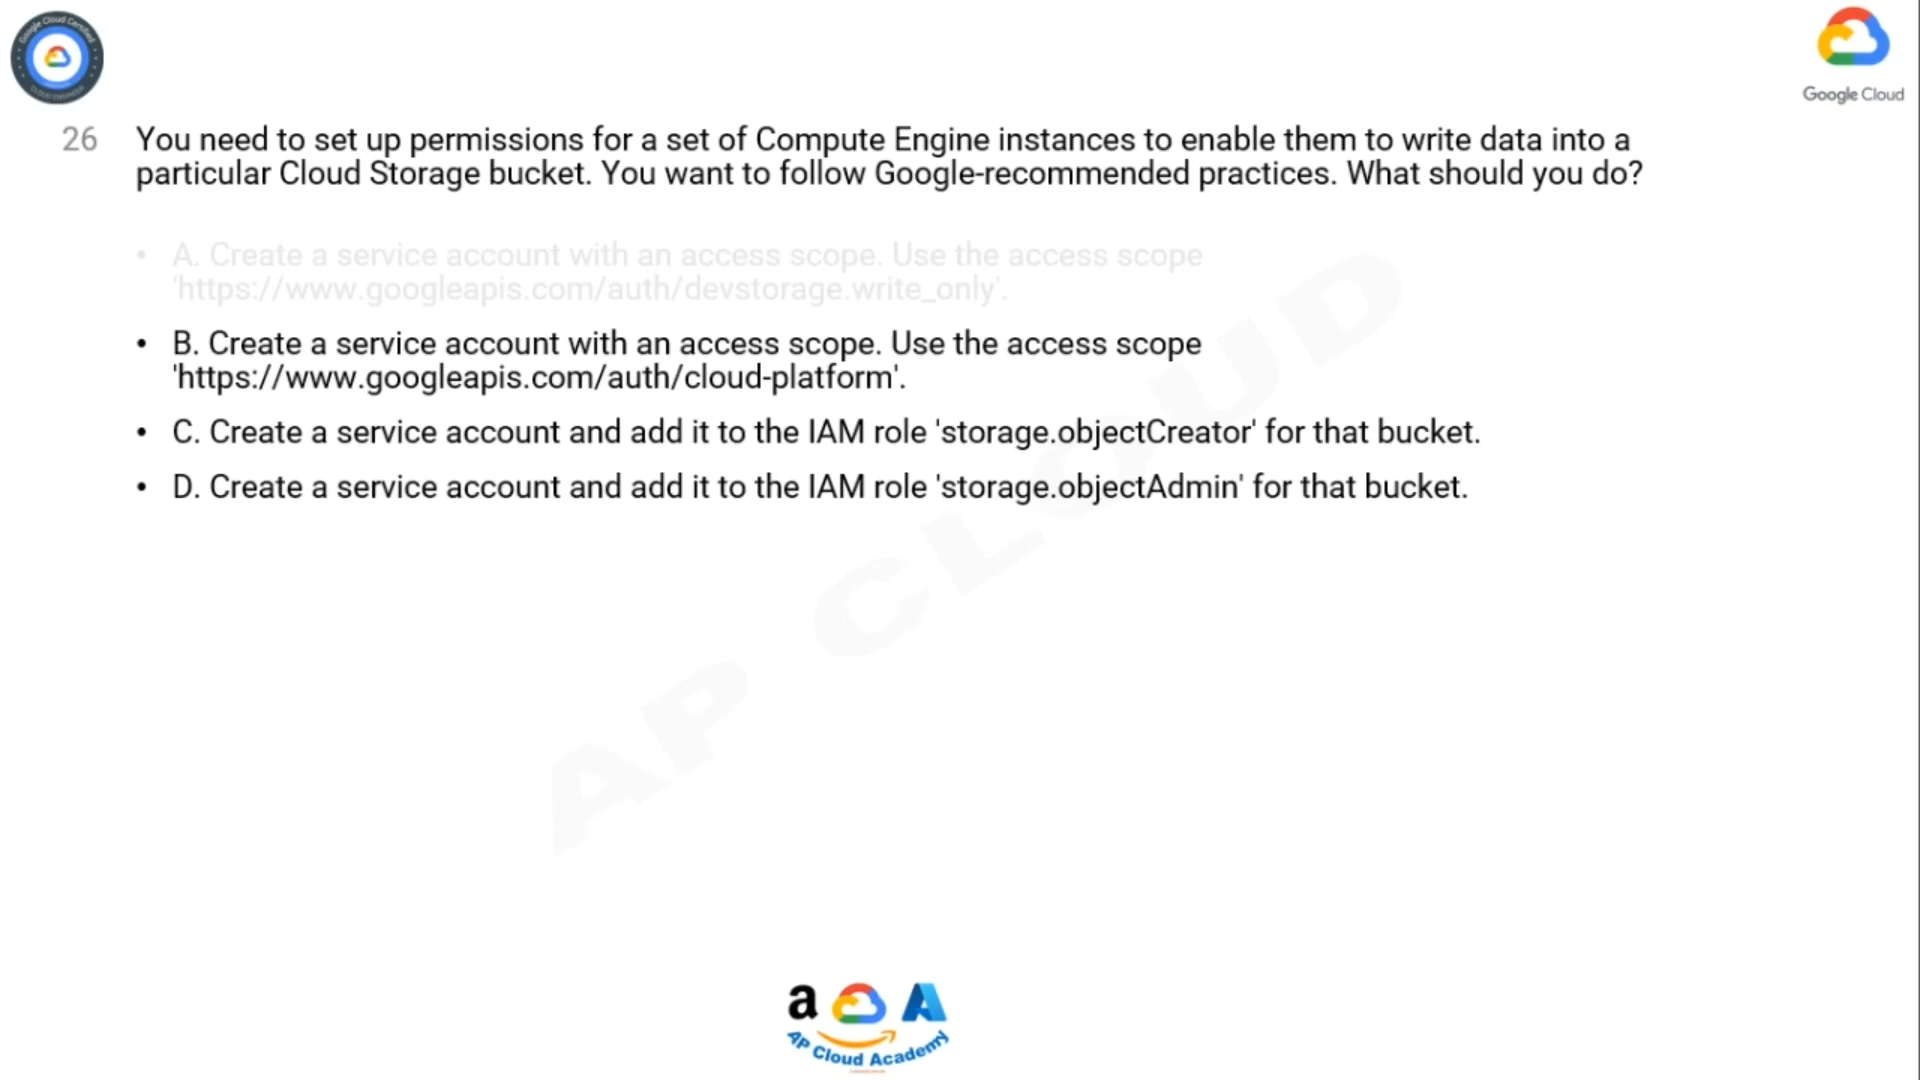 Google Cloud Certified
CLOUD ENGINEER
Google Cloud
26 You need to set up permissions for a set of Compute Engine instances to enable them to write data into a
particular Cloud Storage bucket. You want to follow Google-recommended practices. What should you do?
• A. Create a service account with an access scope. Use the access scope
'https://www.googleapis.com/auth/devstorage.write_only'.
• B. Create a service account with an access scope. Use the access scope
'https://www.googleapis.com/auth/cloud-platform'.
• C. Create a service account and add it to the IAM role 'storage.objectCreator' for that bucket.
• D. Create a service account and add it to the IAM role 'storage.objectAdmin' for that bucket.
AP CLOUD
a
AP Cloud Academy